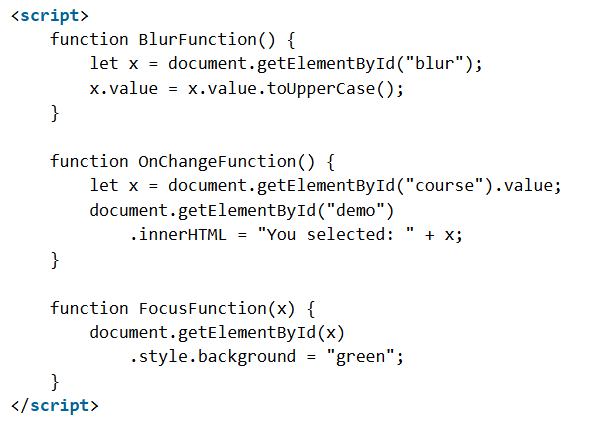 <script>
    function BlurFunction() {
        let x = document.getElementById("blur");
        x.value = x.value.toUpperCase();
    }

    function OnChangeFunction() {
        let x = document.getElementById("course").value;
        document.getElementById("demo")
            .innerHTML = "You selected: " + x;
    }

    function FocusFunction(x) {
        document.getElementById(x)
            .style.background = "green";
    }
</script>